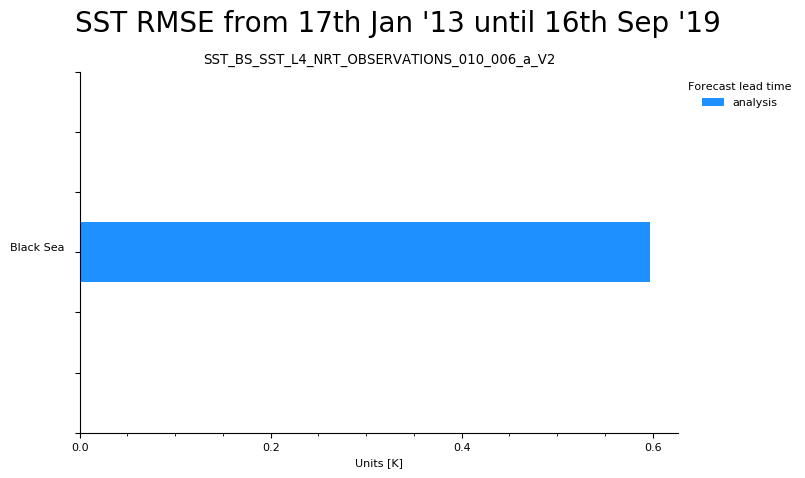 SST RMSE from 17th Jan '13 until 16th Sep '19
SST_BS_SST_L4_NRT_OBSERVATIONS_010_006_a_V2
Forecast lead time
analysis
Black Sea
0.0 0.2 0.4 0.6
Units [K]